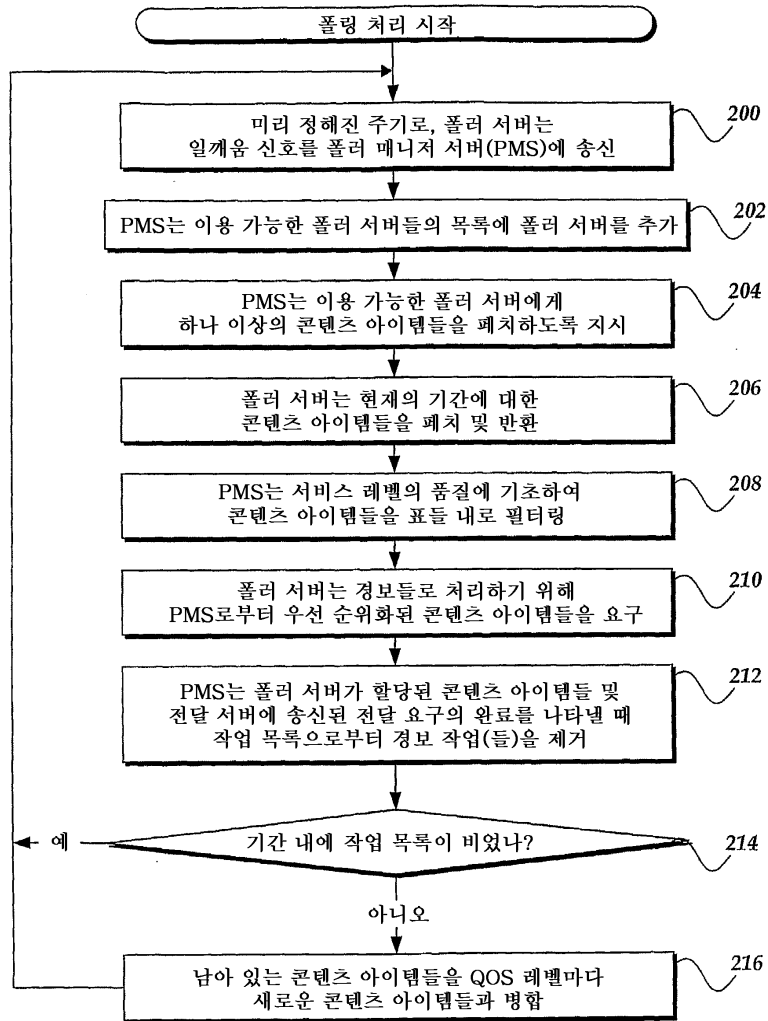 폴링 처리 시작
200
미리 정해진 주기로, 폴러 서버는
일깨움 신호를 폴러 매니저 서버(PMS)에 송신
202
PMS는 이용 가능한 폴러 서버들의 목록에 폴러 서버를 추가
204
PMS는 이용 가능한 폴러 서버에게
하나 이상의 콘텐츠 아이템들을 페치하도록 지시
206
폴러 서버는 현재의 기간에 대한
콘텐츠 아이템들을 페치 및 반환
208
PMS는 서비스 레벨의 품질에 기초하여
콘텐츠 아이템들을 표들 내로 필터링
210
폴러 서버는 경보들로 처리하기 위해
PMS로부터 우선 순위화된 콘텐츠 아이템들을 요구
212
PMS는 폴러 서버가 할당된 콘텐츠 아이템들 및
전달 서버에 송신된 전달 요구의 완료를 나타낼 때
작업 목록으로부터 경보 작업(들)을 제거
예
기간 내에 작업 목록이 비었나?
214
아니오
216
남아 있는 콘텐츠 아이템들을 QOS 레벨마다
새로운 콘텐츠 아이템들과 병합